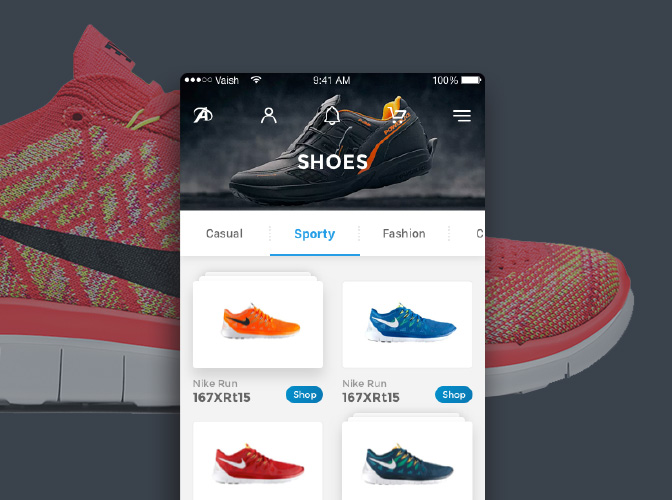 Vaish 9:41 AM 100%
SHOES
Casual Sporty Fashion C
Nike Run Nike Run
167XRt15 Shop 167XRt15 Shop